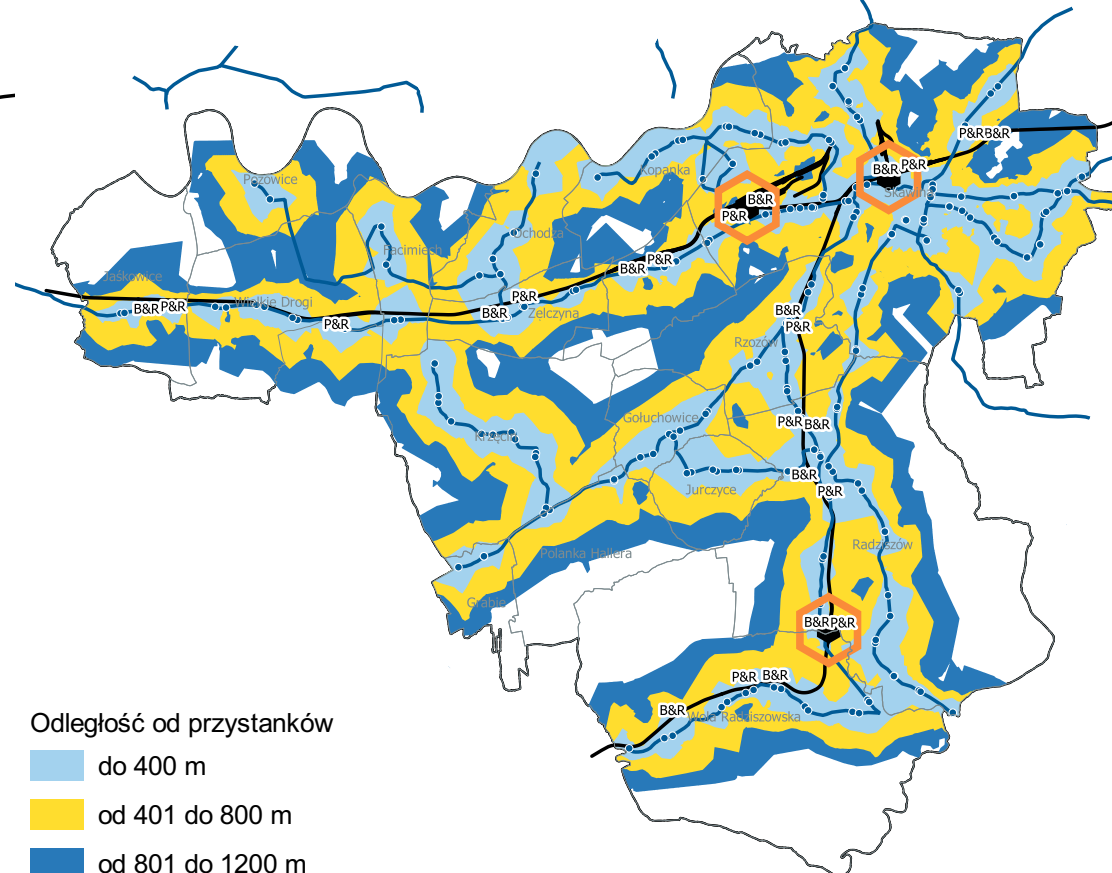 P&RB&R
Kopanka
B&R P&R
Skawina
Pozowice
B&R
P&R
Ochodza
Facimiech
P&R
B&R
Jaśkowice
P&R
Wielkie Drogi
B&R P&R
B&R
Zelczyna
B&R
P&R
P&R
Rzozów
Gołuchowice
P&R B&R
Krzęcin
B&R
Jurczyce
P&R
Radziszów
Polanka Hallera
Grabie
B&R P&R
P&R B&R
B&R
Wola Radziszowska
Odległość od przystanków
do 400 m
od 401 do 800 m
od 801 do 1200 m